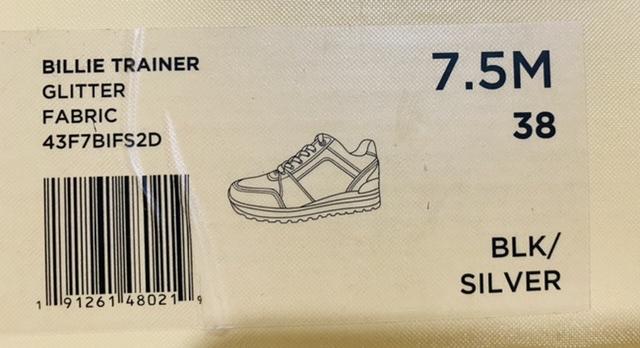 BILLIE TRAINER
GLITTER
FABRIC
43F7BIFS2D
7.5M
38
BLK/
SILVER
1 91261 48021 9